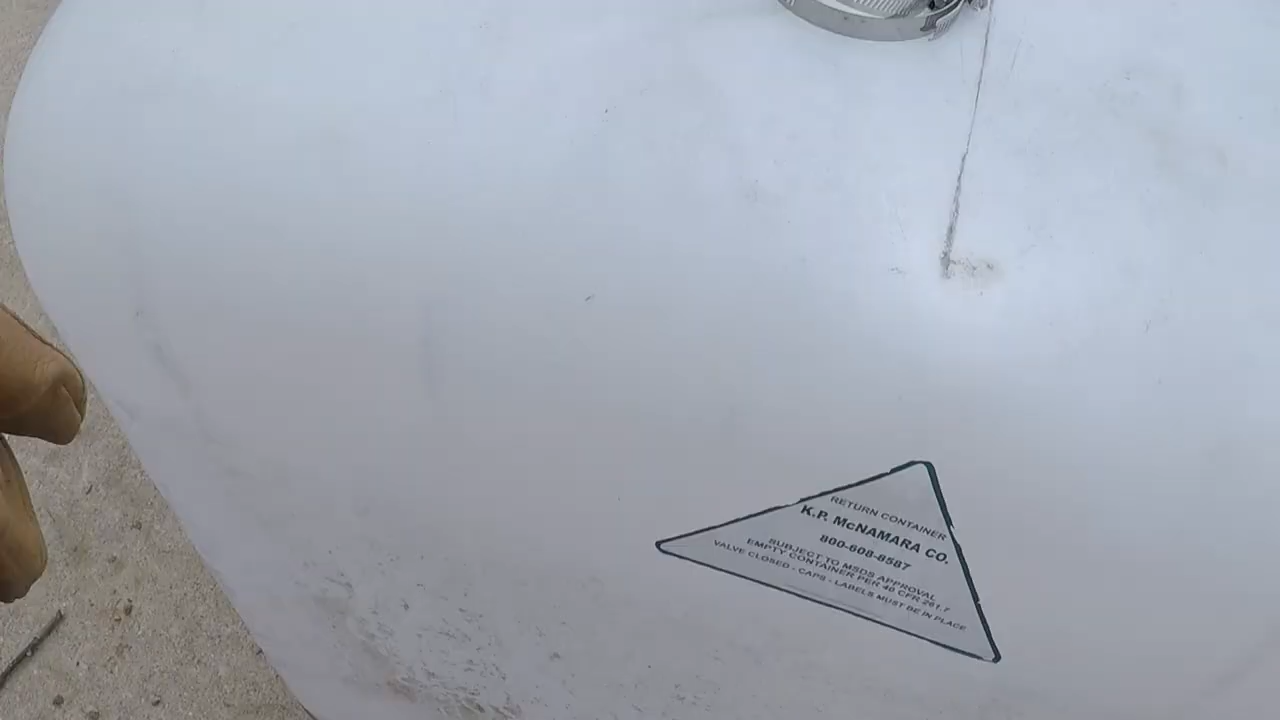 RETURN CONTAINER
K.P. McNAMARA CO.
800-608-8587
SUBJECT TO MSDS APPROVAL
EMPTY CONTAINER PER 40 CFR 261.7
VALVE CLOSED - CAPS - LABELS MUST BE IN PLACE